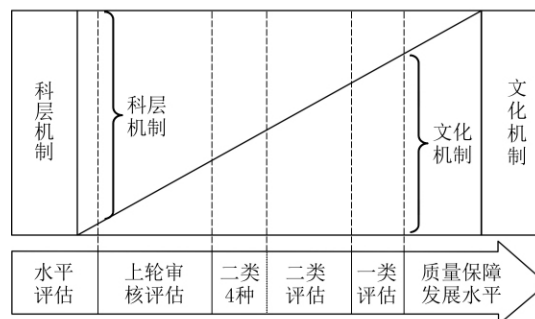 科层机制
科层
机制
文化
机制
文化机制
水平
评估
上轮审
核评估
二类
4种
二类
评估
一类
评估
质量保障
发展水平